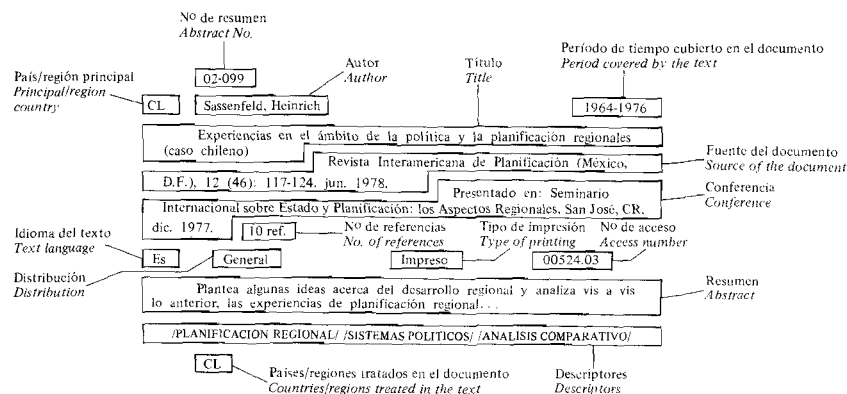 Nº de resumen
Abstract No.
Período de tiempo cubierto en el documento
Period covered by the text
País/región principal
Principal/region
country
02-099
Autor
Author
Título
Title
CL
Sassenfeld, Heinrich
1964-1976
Experiencias en el ámbito de la política y la planificación regionales
(caso chileno)
Revista Interamericana de Planificación (México,
D.F.), 12 (46): 117-124. jun. 1978.
Fuente del documento
Source of the document
Presentado en: Seminario
Internacional sobre Estado y Planificación: los Aspectos Regionales. San José, CR,
dic. 1977.
Conferencia
Conference
10 ref.
Nº de referencias
No. of references
Tipo de impresión
Type of printing
Nº de acceso
Access number
Idioma del texto
Text language
Es
General
Impreso
00524.03
Distribución
Distribution
Plantea algunas ideas acerca del desarrollo regional y analiza vis a vis
lo anterior, las experiencias de planificación regional...
Resumen
Abstract
/PLANIFICACION REGIONAL/ /SISTEMAS POLITICOS/ /ANALISIS COMPARATIVO/
CL
Países/regiones tratados en el documento
Countries/regions treated in the text
Descriptores
Descriptors